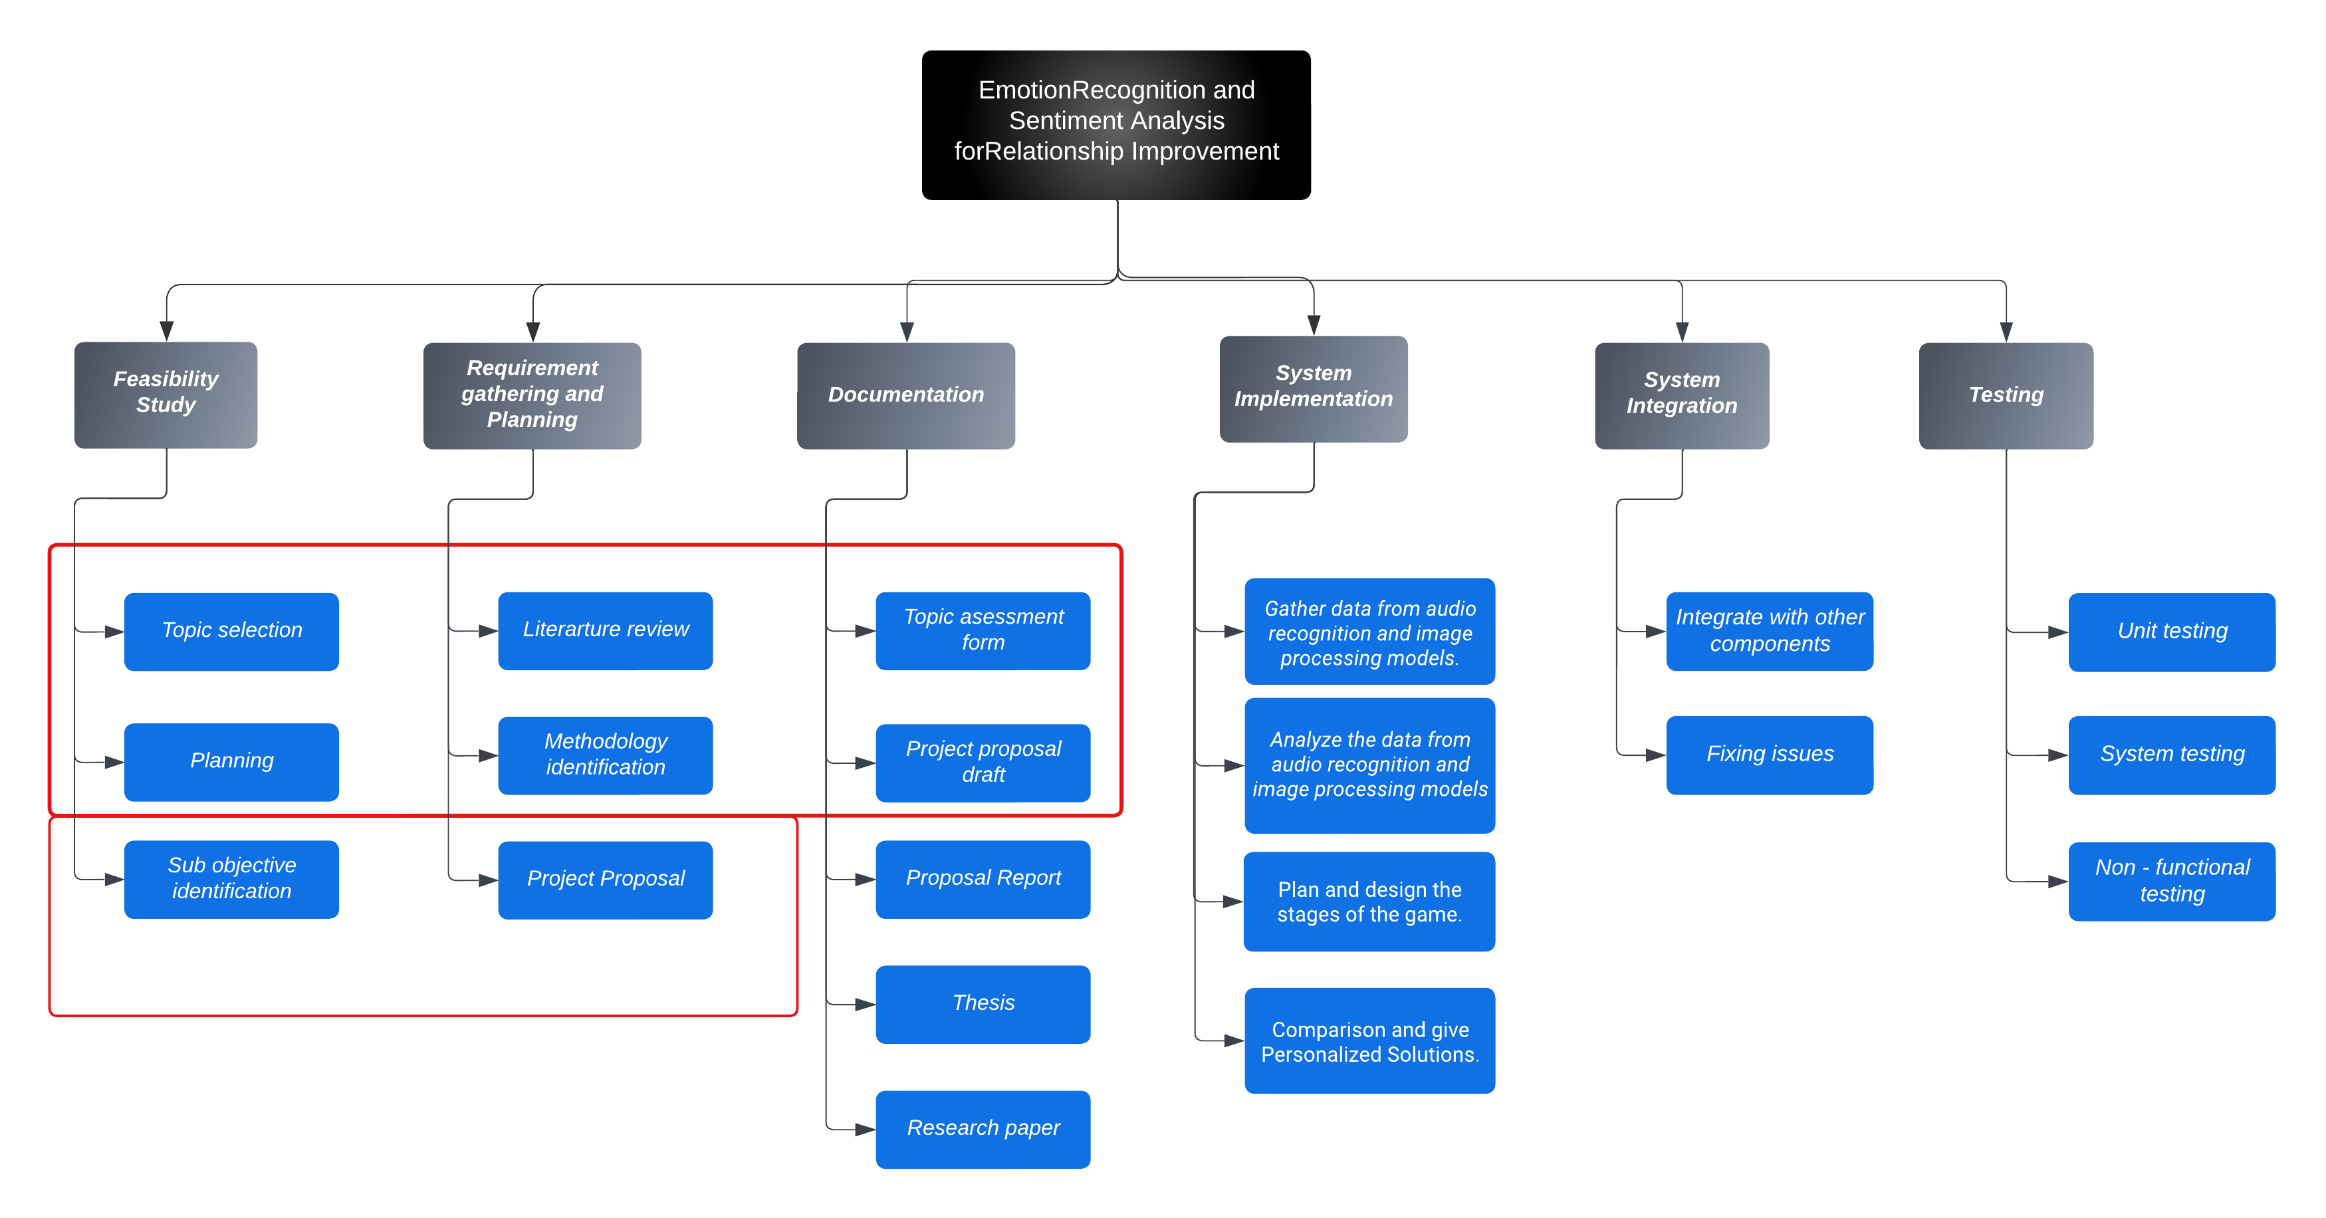 EmotionRecognition and
Sentiment Analysis
forRelationship Improvement
Feasibility
Study
Requirement
gathering and
Planning
Documentation
System
Implementation
System
Integration
Testing
Topic selection
Planning
Sub objective
identification
Literarture review
Methodology
identification
Project Proposal
Topic asessment
form
Project proposal
draft
Proposal Report
Thesis
Research paper
Gather data from audio
recognition and image
processing models.
Analyze the data from
audio recognition and
image processing models
Plan and design the
stages of the game.
Comparison and give
Personalized Solutions.
Integrate with other
components
Fixing issues
Unit testing
System testing
Non - functional
testing